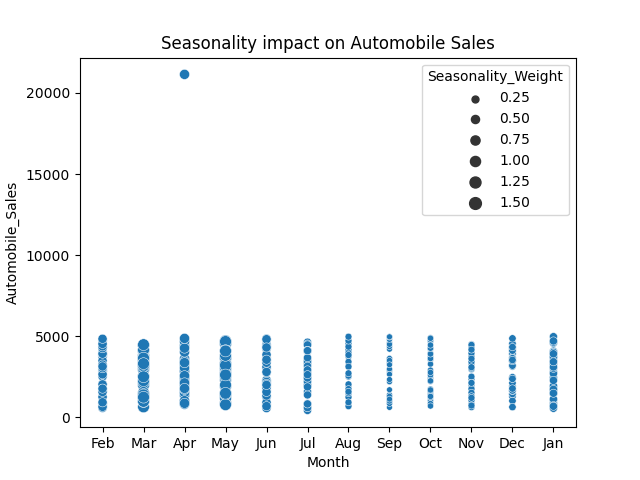 Seasonality impact on Automobile Sales
Seasonality_Weight
0.25
0.50
0.75
1.00
1.25
1.50
20000
15000
10000
5000
0
Automobile_Sales
Feb Mar Apr May Jun Jul Aug Sep Oct Nov Dec Jan
Month